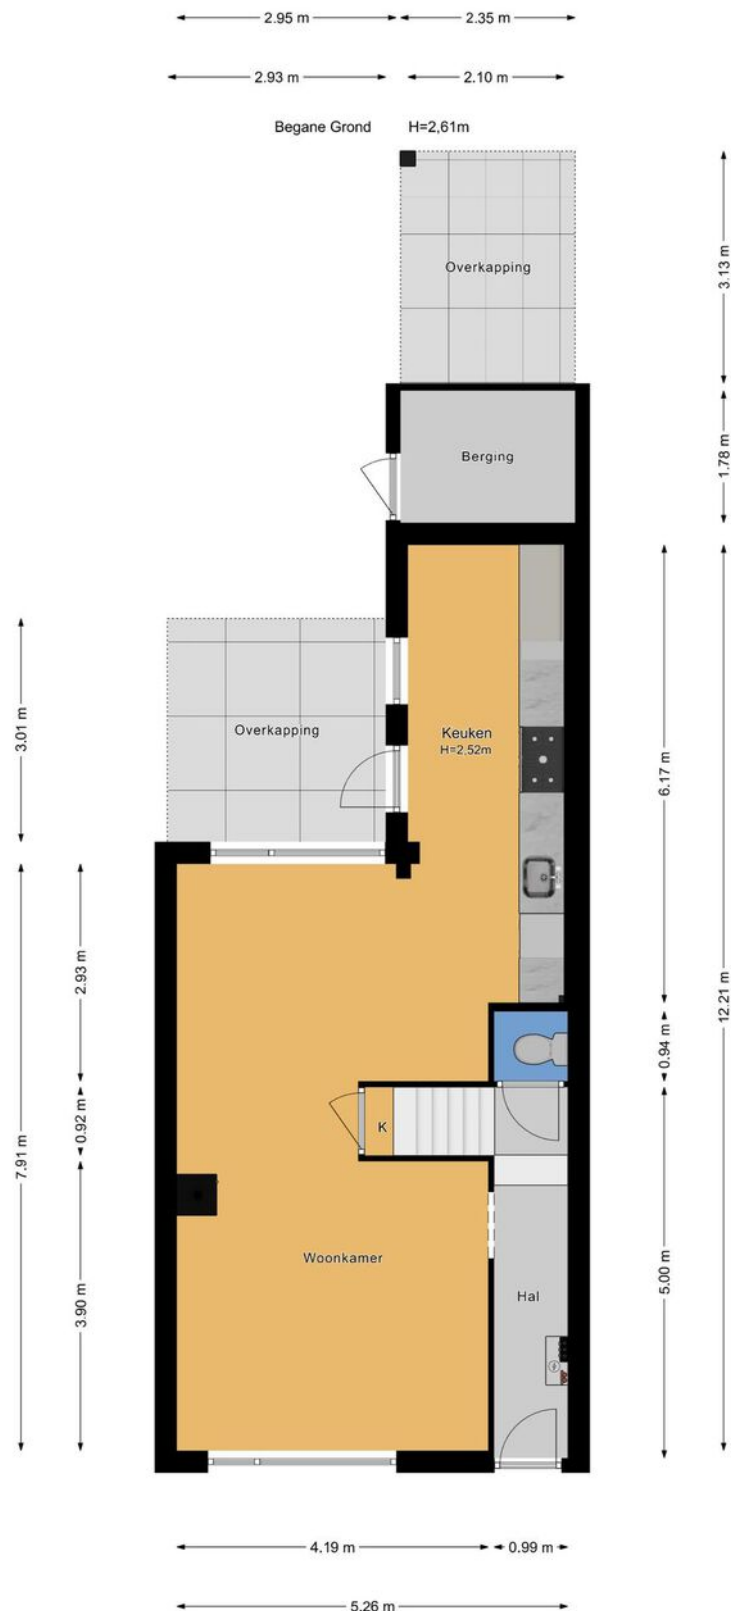 2.95 m 2.35 m
2.93 m 2.10 m
Begane Grond H=2,61m
Overkapping
3.13 m
Berging
1.78 m
3.01 m
Overkapping
Keuken
H=2,52m
6.17 m
12.21 m
2.93 m
0.94 m
0.92 m
K
7.91 m
Woonkamer
Hal
3.90 m
5.00 m
4.19 m 0.99 m
5.26 m